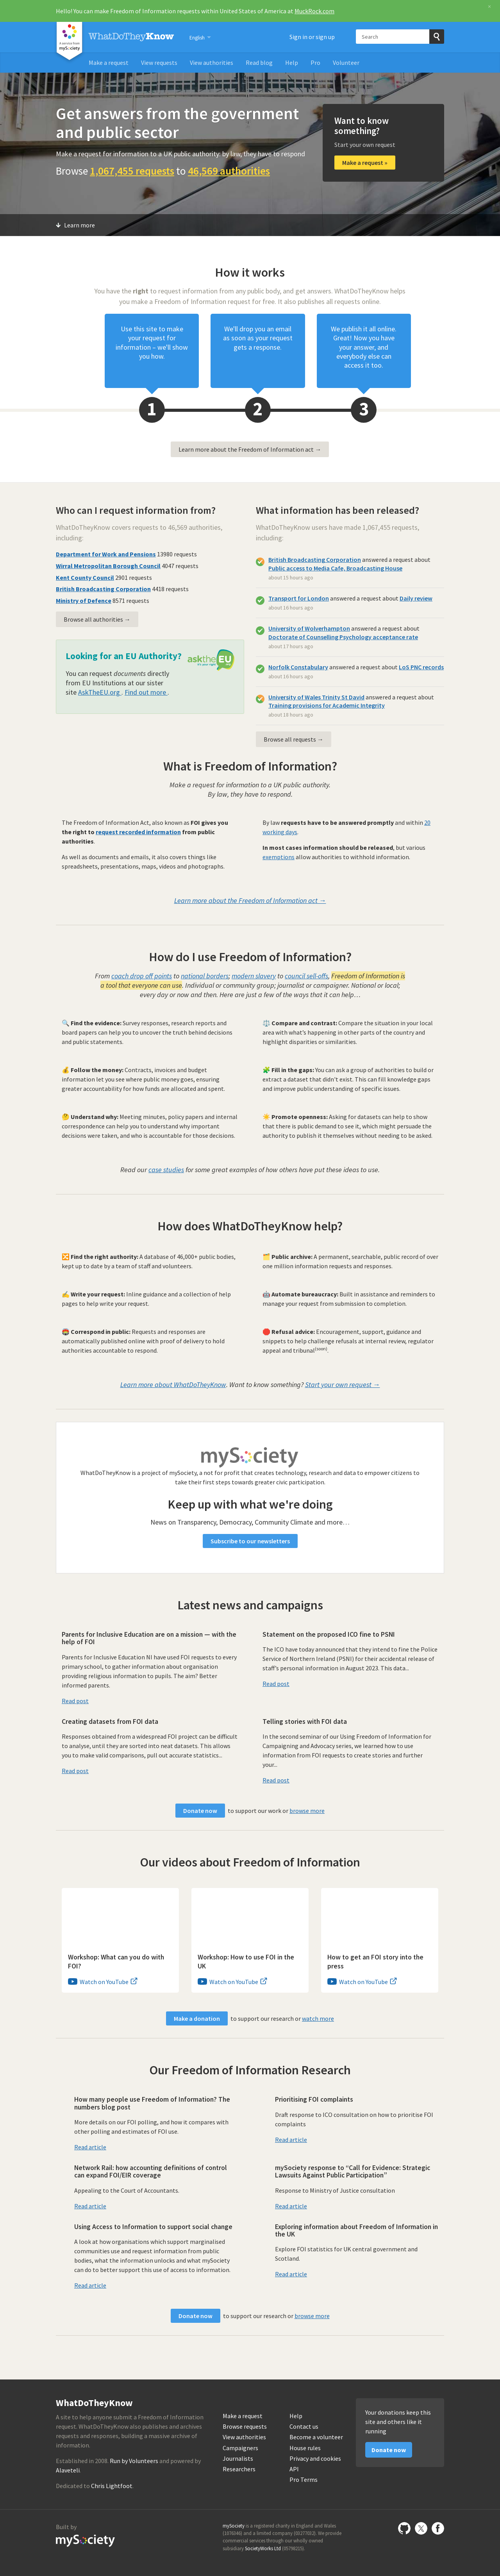 Hello! You can make Freedom of Information requests within United States of America at MuckRock.com
WhatDoTheyKnow
English
Sign in or sign up
Search
Make a request
View requests
View authorities
Read blog
Help
Pro
Volunteer
Get answers from the government
and public sector
Make a request for information to a UK public authority: by law, they have to respond
Browse 1,067,455 requests to 46,569 authorities
Want to know
something?
Start your own request
Make a request »
Learn more
How it works
You have the right to request information from any public body, and get answers. WhatDoTheyKnow helps
you make a Freedom of Information request for free. It also publishes all requests online.
Use this site to make
your request for
information – we'll show
you how.
We'll drop you an email
as soon as your request
gets a response.
We publish it all online.
Great! Now you have
your answer, and
everybody else can
access it too.
1
2
3
Learn more about the Freedom of Information act →
Who can I request information from?
WhatDoTheyKnow covers requests to 46,569 authorities,
including:
Department for Work and Pensions 13980 requests
Wirral Metropolitan Borough Council 4047 requests
Kent County Council 2901 requests
British Broadcasting Corporation 4418 requests
Ministry of Defence 8571 requests
Browse all authorities →
Looking for an EU Authority?
You can request documents directly
from EU Institutions at our sister
site AskTheEU.org . Find out more .
asktheEU
What information has been released?
WhatDoTheyKnow users have made 1,067,455 requests,
including:
British Broadcasting Corporation answered a request about
Public access to Media Cafe, Broadcasting House
about 15 hours ago
Transport for London answered a request about Daily review
about 16 hours ago
University of Wolverhampton answered a request about
Doctorate of Counselling Psychology acceptance rate
about 17 hours ago
Norfolk Constabulary answered a request about LoS PNC records
about 18 hours ago
University of Wales Trinity St David answered a request about
Training provisions for Academic Integrity
about 18 hours ago
Browse all requests →
What is Freedom of Information?
Make a request for information to a UK public authority.
By law, they have to respond.
The Freedom of Information Act, also known as FOI gives you
the right to request recorded information from public
authorities.
As well as documents and emails, it also covers things like
spreadsheets, presentations, maps, videos and photographs.
By law requests have to be answered promptly and within 20
working days.
In most cases information should be released, but various
exemptions allow authorities to withhold information.
Learn more about the Freedom of Information act →
How do I use Freedom of Information?
From coach drop off points to national borders; modern slavery to council sell-offs, Freedom of Information is
a tool that everyone can use. Individual or community group; journalist or campaigner. National or local;
every day or now and then. Here are just a few of the ways that it can help…
🔍 Find the evidence: Survey responses, research reports and
board papers can help you to uncover the truth behind decisions
and public statements.
⚖️ Compare and contrast: Compare the situation in your local
area with what's happening in other parts of the country and
highlight disparities or similarities.
💰 Follow the money: Contracts, invoices and budget
information let you see where public money goes, ensuring
greater accountability for how funds are allocated and spent.
🧩 Fill in the gaps: You can ask a group of authorities to build or
extract a dataset that didn't exist. This can fill knowledge gaps
and improve public understanding of specific issues.
🤔 Understand why: Meeting minutes, policy papers and internal
correspondence can help you to understand why important
decisions were taken, and who is accountable for those decisions.
☀️ Promote openness: Asking for datasets can help to show
that there is public demand to see it, which might persuade the
authority to publish it themselves without needing to be asked.
Read our case studies for some great examples of how others have put these ideas to use.
How does WhatDoTheyKnow help?
🔀 Find the right authority: A database of 46,000+ public bodies,
kept up to date by a team of staff and volunteers.
🗂️ Public archive: A permanent, searchable, public record of over
one million information requests and responses.
✍️ Write your request: Inline guidance and a collection of help
pages to help write your request.
🤖 Automate bureaucracy: Built in assistance and reminders to
manage your request from submission to completion.
📮 Correspond in public: Requests and responses are
automatically published online with proof of delivery to hold
authorities accountable to respond.
🛑 Refusal advice: Encouragement, support, guidance and
snippets to help challenge refusals at internal review, regulator
appeal and tribunal(soon).
Learn more about WhatDoTheyKnow. Want to know something? Start your own request →
mySociety
WhatDoTheyKnow is a project of mySociety, a not for profit that creates technology, research and data to empower citizens to
take their first steps towards greater civic participation
Keep up with what we're doing
News on Transparency, Democracy, Community Climate and more…
Subscribe to our newsletters
Latest news and campaigns
Parents for Inclusive Education are on a mission — with the
help of FOI
Parents for Inclusive Education NI have used FOI requests to every
primary school, to gather information about organisation
providing religious information to pupils. The aim? Better
informed parents.
Read post
Statement on the proposed ICO fine to PSNI
The ICO have today announced that they intend to fine the Police
Service of Northern Ireland (PSNI) for their accidental release of
staff's personal information in August 2023. This data...
Read post
Creating datasets from FOI data
Responses obtained from a widespread FOI project can be difficult
to analyse, until they are sorted into neat datasets. This allows
you to make valid comparisons, pull out accurate statistics...
Read post
Telling stories with FOI data
In the second seminar of our Using Freedom of Information for
Campaigning and Advocacy series, we learned how to use
information from FOI requests to create stories and further
your...
Read post
Donate now to support our work or browse more
Our videos about Freedom of Information
Workshop: What can you do with
FOI?
Watch on YouTube
Workshop: How to use FOI in the
UK
Watch on YouTube
How to get an FOI story into the
press
Watch on YouTube
Make a donation to support our research or watch more
Our Freedom of Information Research
How many people use Freedom of Information? The
numbers blog post
More details on our FOI polling, and how it compares with
other polling and estimates of FOI use.
Read article
Prioritising FOI complaints
Draft response to ICO consultation on how to prioritise FOI
complaints
Read article
Network Rail: how accounting definitions of control
can expand FOI/EIR coverage
Appealing to the Court of Accountants.
Read article
mySociety response to “Call for Evidence: Strategic
Lawsuits Against Public Participation”
Response to Ministry of Justice consultation
Read article
Using Access to Information to support social change
A look at how organisations which support marginalised
communities use and request information from public
bodies, what the information unlocks and what mySociety
can do to better support this use of access to information.
Read article
Exploring information about Freedom of Information in
the UK
Explore FOI statistics for UK central government and
Scotland.
Read article
Donate now to support our research or browse more
WhatDoTheyKnow
A site to help anyone submit a Freedom of Information
request. WhatDoTheyKnow also publishes and archives
requests and responses, building a massive archive of
information.
Established in 2008. Run by Volunteers and powered by
Alaveteli
Dedicated to Chris Lightfoot.
Make a request
Browse requests
View authorities
Campaigners
Journalists
Researchers
Help
Contact us
Become a volunteer
House rules
Privacy and cookies
API
Pro Terms
Your donations keep this
site and others like it
running
Donate now
Built by
mySociety
mySociety is a registered charity in England and Wales
(1076346) and a limited company (03277032). We provide
commercial services through our wholly owned
subsidiary SocietyWorks Ltd (05798215).